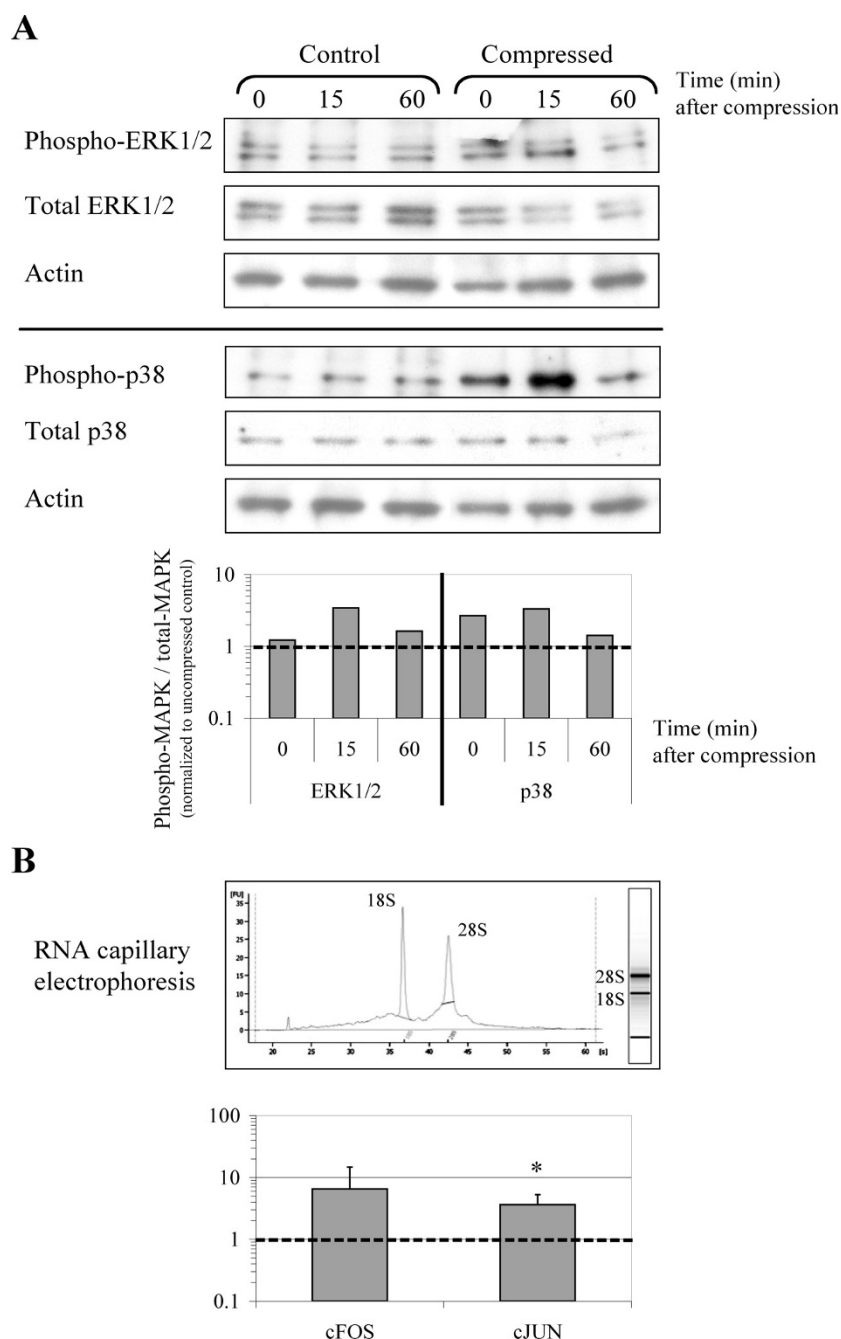 A
Control Compressed
0 15 60 0 15 60
Time (min)
after compression
Phospho-ERK1/2
Total ERK1/2
Actin
Phospho-p38
Total p38
Actin
Phospho-MAPK / total-MAPK
(normalized to uncompressed control)
10
1
0.1
0 15 60 0 15 60
Time (min)
after compression
ERK1/2 p38
B
RNA capillary
electrophoresis
[FU]
35
30
25
20
15
10
5
0
18S
28S
20 25 30 35 40 45 50 55 60 [s]
28S
18S
100
10
1
0.1
*
cFOS cJUN